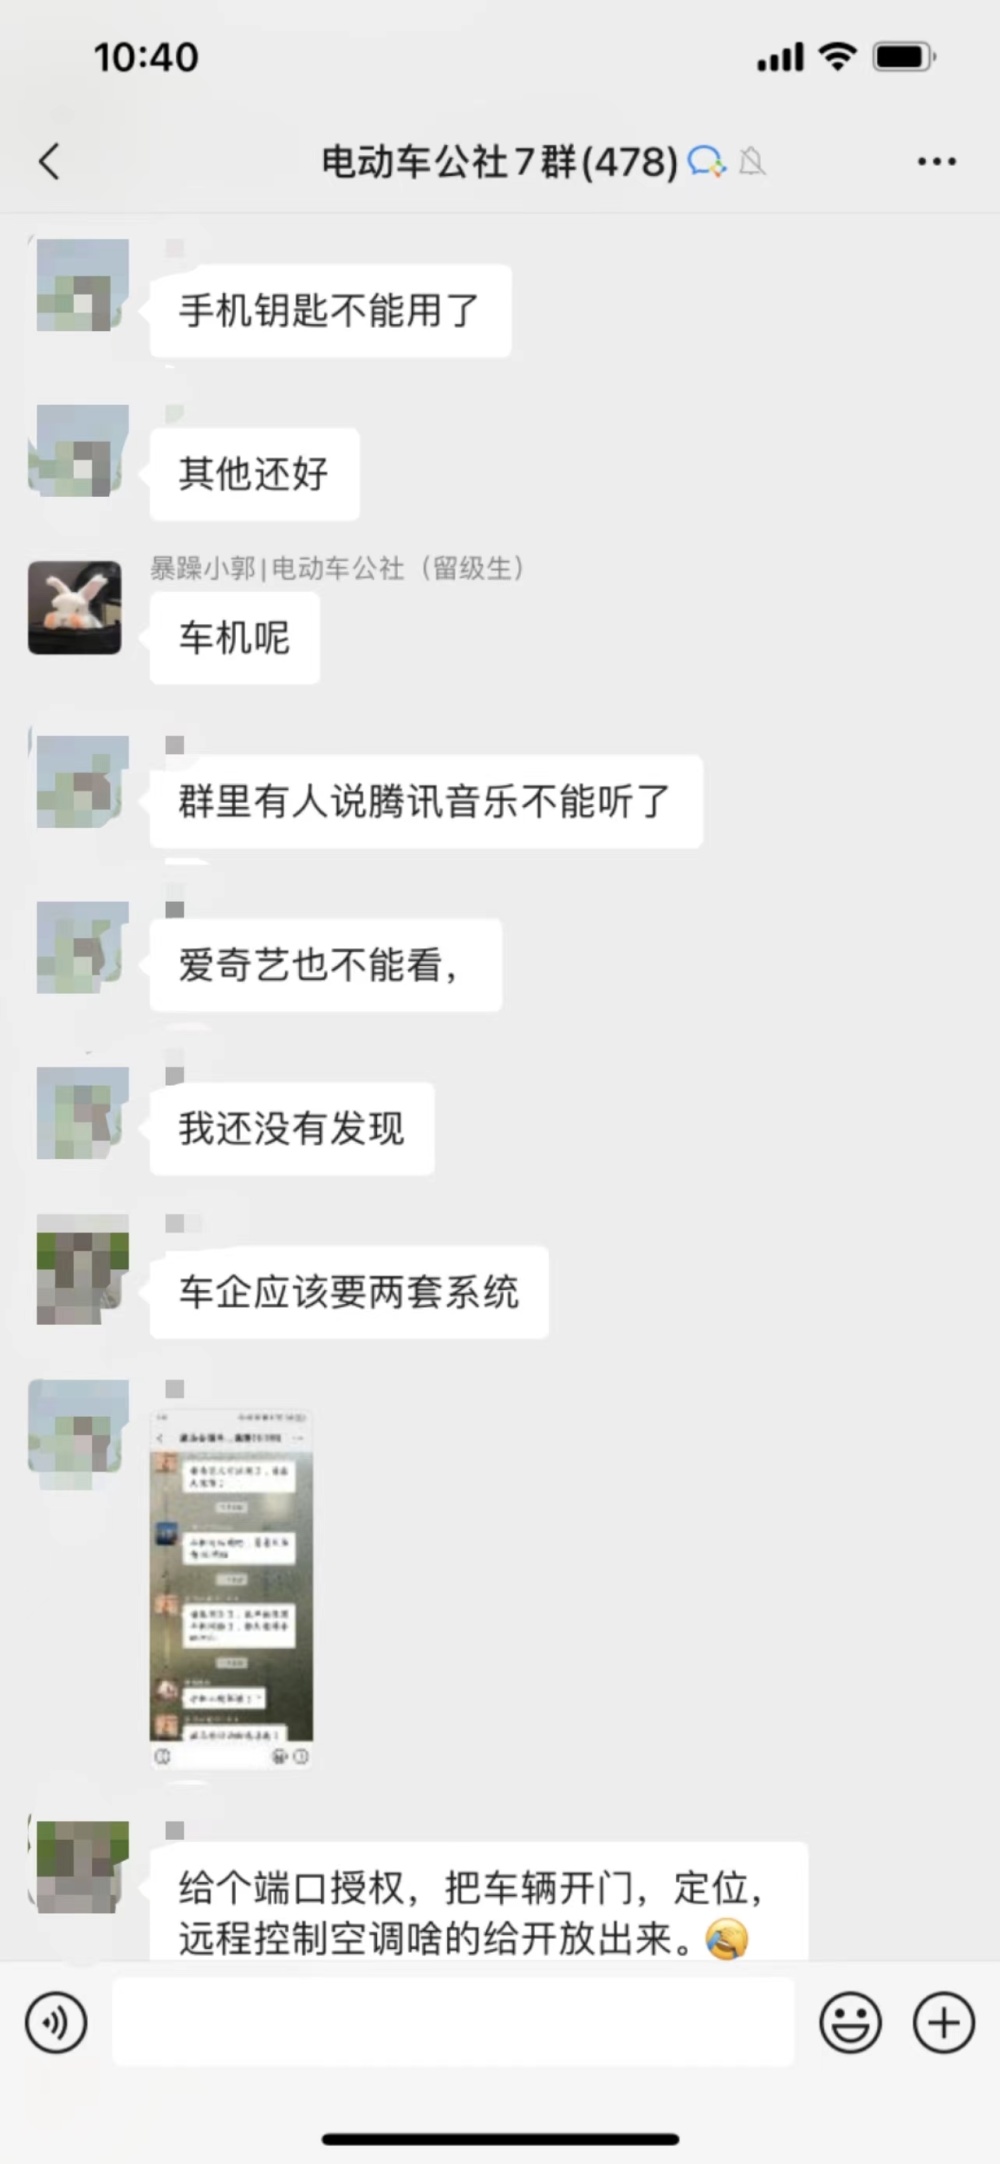 10:40
电动车公社7群(478)
手机钥匙不能用了
其他还好
暴躁小郭|电动车公社（留级生）
车机呢
群里有人说腾讯音乐不能听了
爱奇艺也不能看，
我还没有发现
车企应该要两套系统
给个端口授权，把车辆开门，定位，
远程控制空调啥的给开放出来。